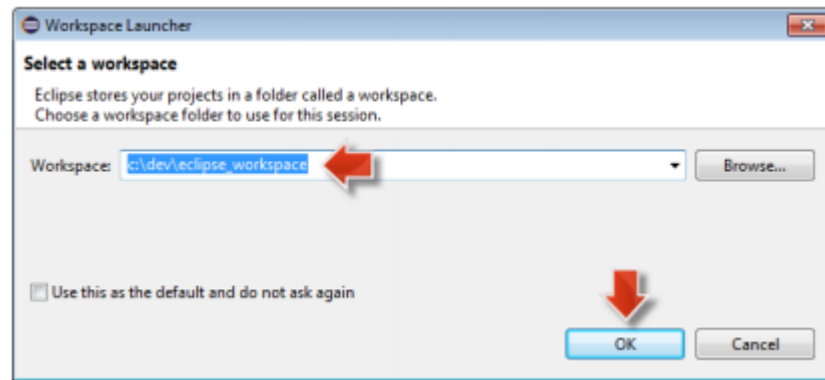 Workspace Launcher
Select a workspace
Eclipse stores your projects in a folder called a workspace.
Choose a workspace folder to use for this session.
Workspace: c:\dev\eclipse_workspace Browse...
Use this as the default and do not ask again
OK Cancel